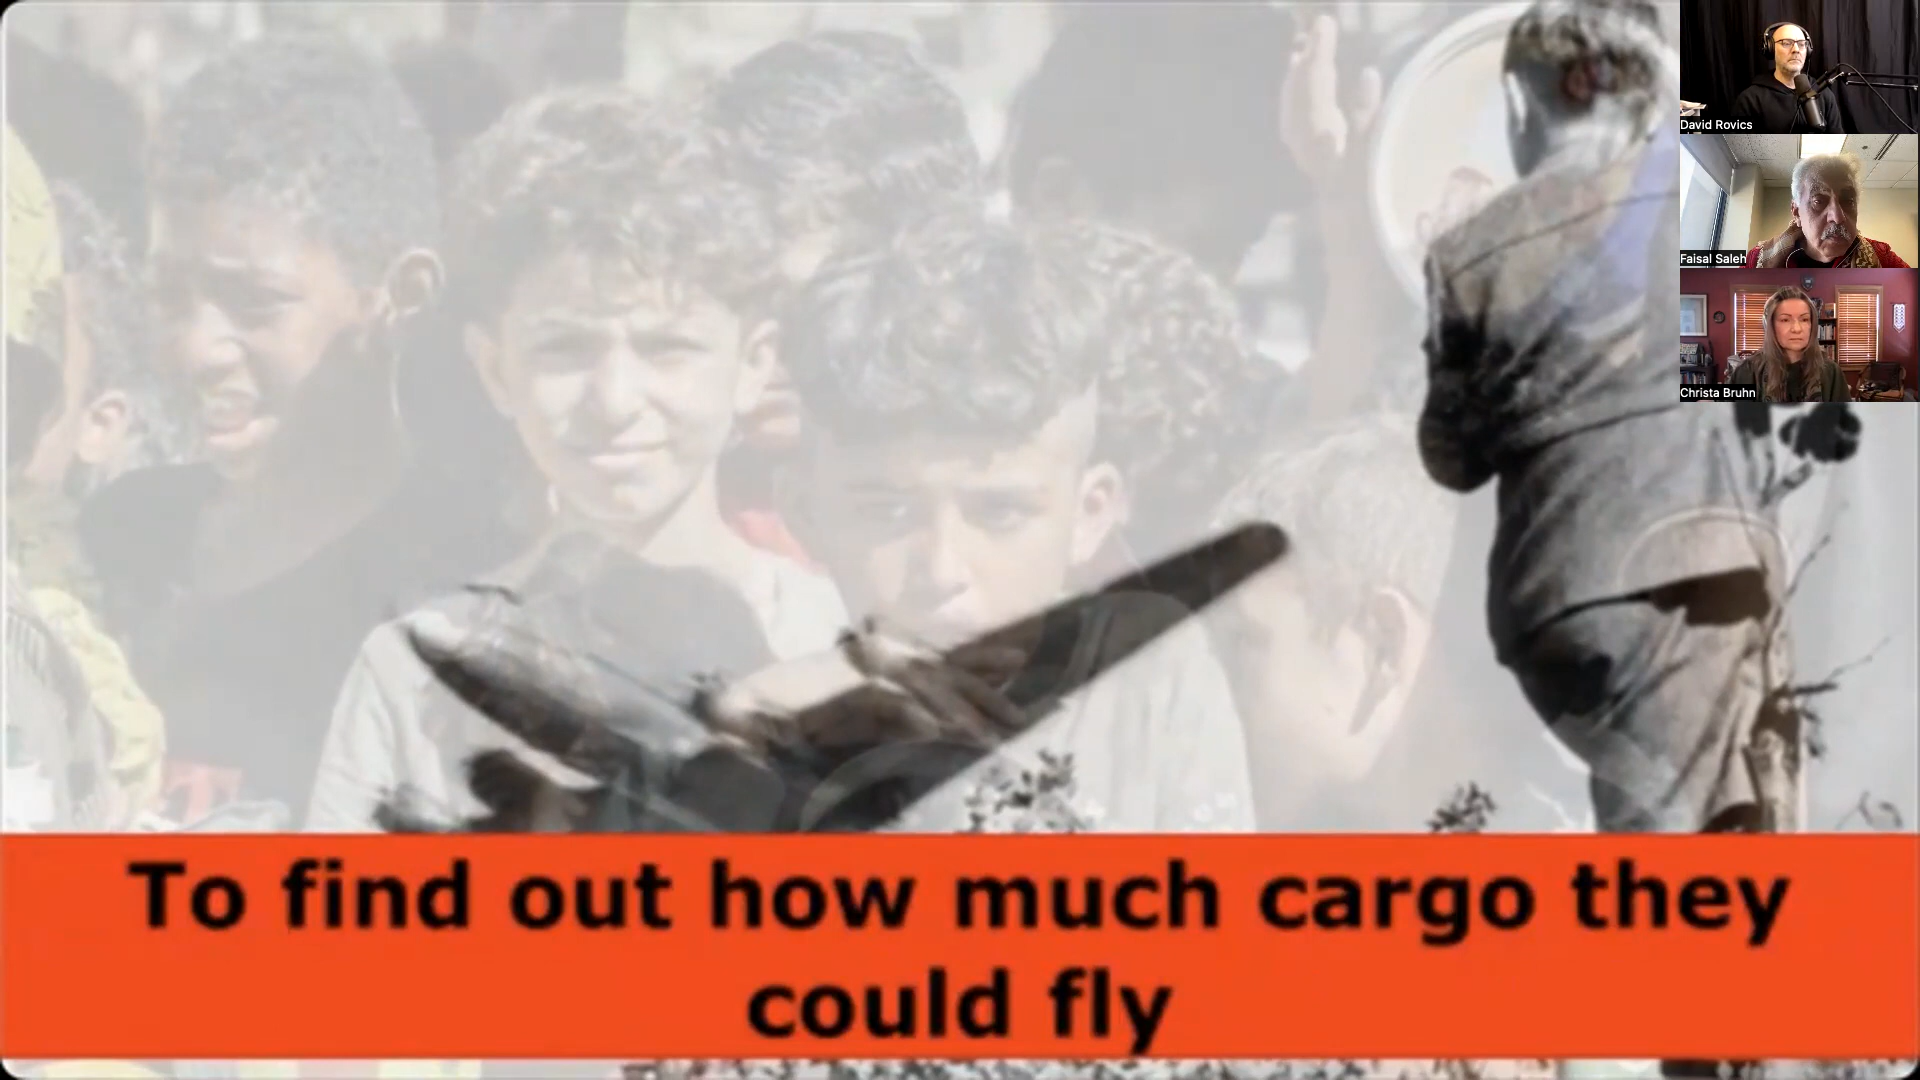 David Rovics
Faisal Saleh
Christa Bruhn
To find out how much cargo they
could fly